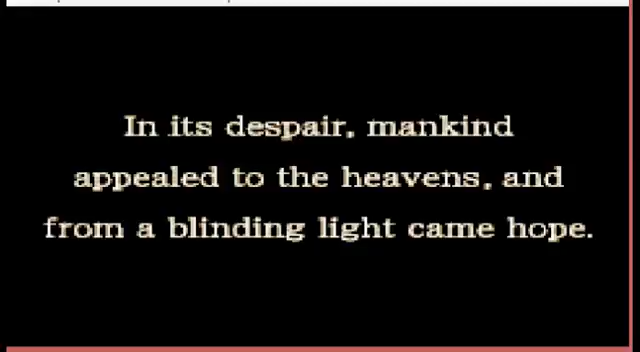 In its despair, mankind
appealed to the heavens, and
from a blinding light came hope.